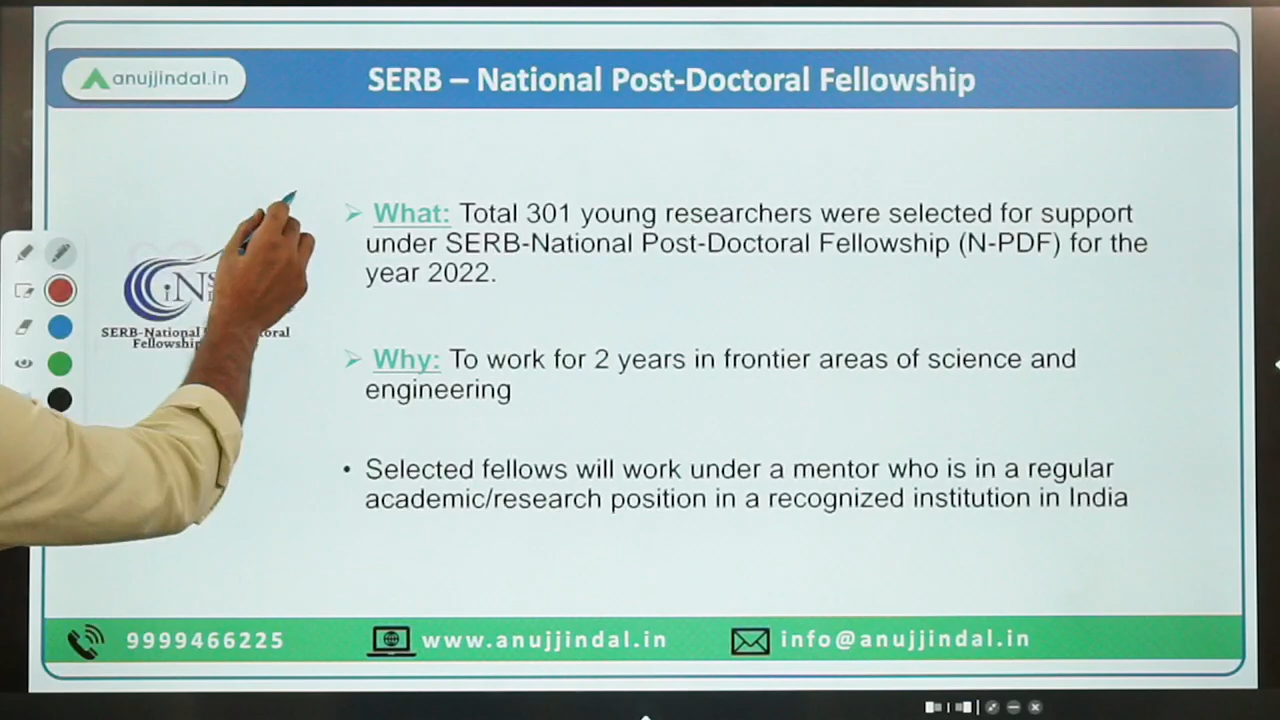 anujjindal.in
SERB – National Post-Doctoral Fellowship
What: Total 301 young researchers were selected for support
under SERB-National Post-Doctoral Fellowship (N-PDF) for the
year 2022.
SERB-National
Fellowship
Why: To work for 2 years in frontier areas of science and
engineering
• Selected fellows will work under a mentor who is in a regular
academic/research position in a recognized institution in India
9999466225
www.anujjindal.in
info@anujjindal.in